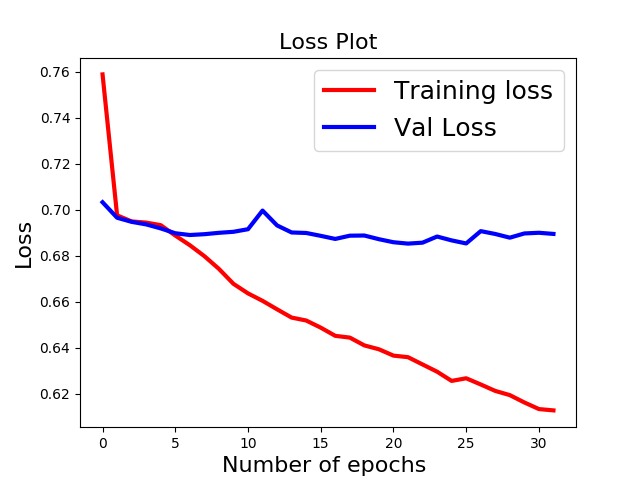 Loss Plot
Training loss
Val Loss
Loss
0.76
0.74
0.72
0.70
0.68
0.66
0.64
0.62
0 5 10 15 20 25 30
Number of epochs